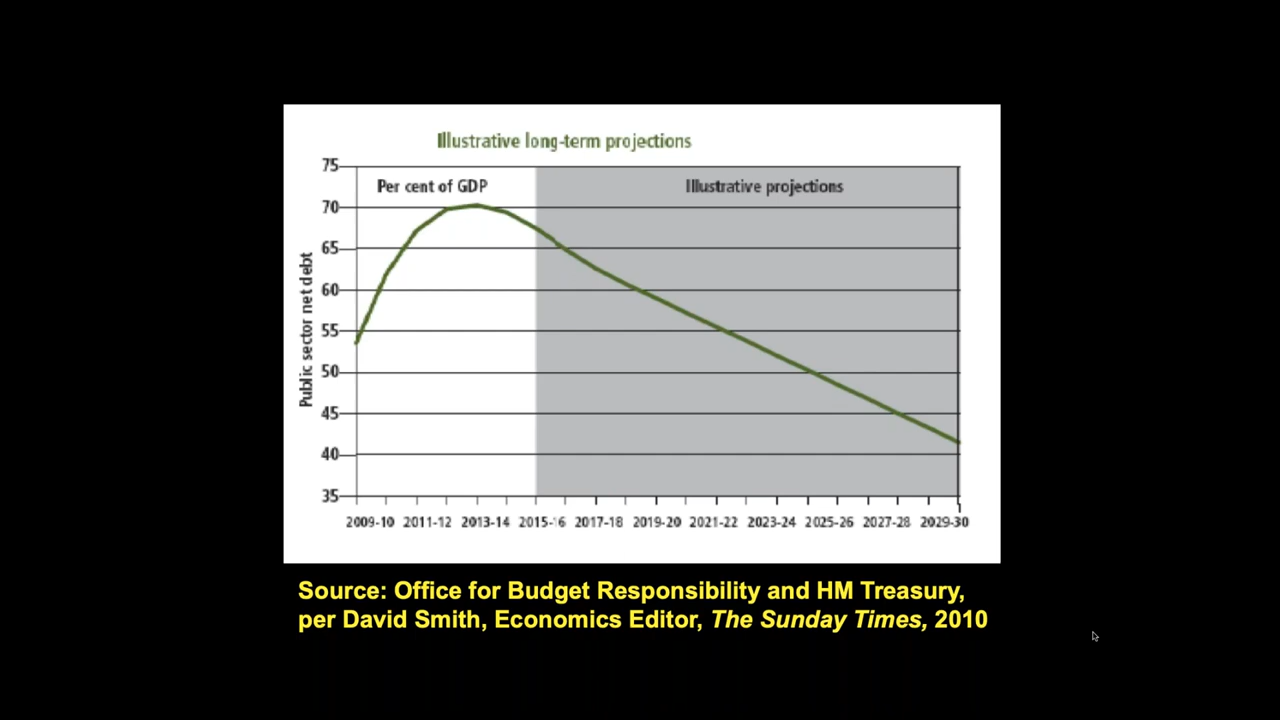 Illustrative long-term projections
Per cent of GDP
Illustrative projections
Public sector net debt
75
70
65
60
55
50
45
40
35
2009-10 2011-12 2013-14 2015-16 2017-18 2019-20 2021-22 2023-24 2025-26 2027-28 2029-30
Source: Office for Budget Responsibility and HM Treasury,
per David Smith, Economics Editor, The Sunday Times, 2010